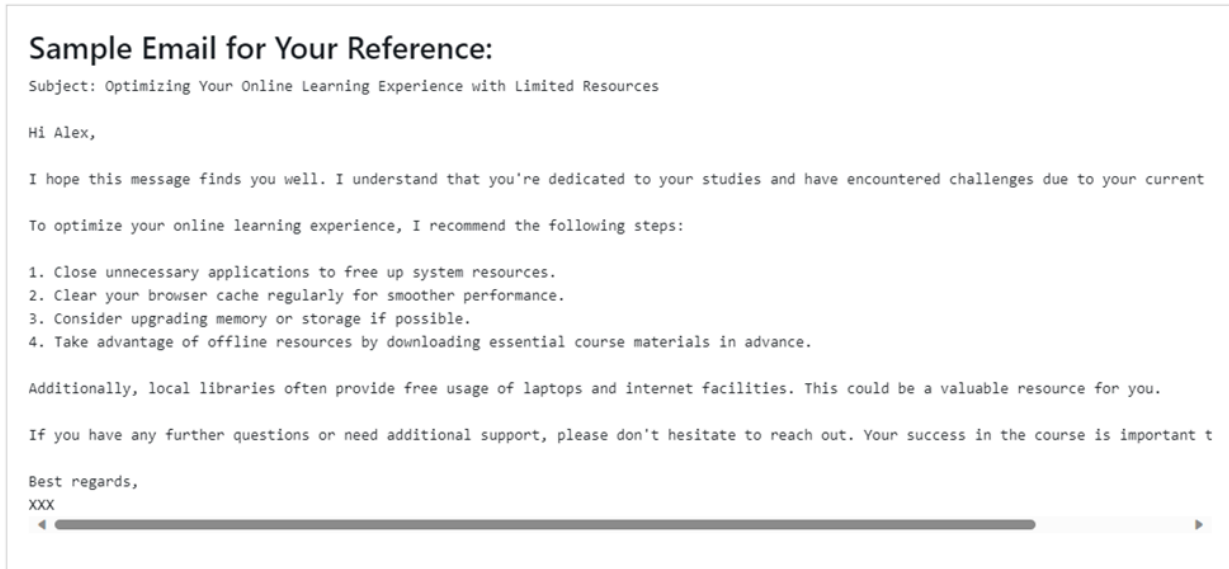 Sample Email for Your Reference:
Subject: Optimizing Your Online Learning Experience with Limited Resources
Hi Alex,
I hope this message finds you well. I understand that you're dedicated to your studies and have encountered challenges due to your current
To optimize your online learning experience, I recommend the following steps:
1. Close unnecessary applications to free up system resources.
2. Clear your browser cache regularly for smoother performance.
3. Consider upgrading memory or storage if possible.
4. Take advantage of offline resources by downloading essential course materials in advance.
Additionally, local libraries often provide free usage of laptops and internet facilities. This could be a valuable resource for you.
If you have any further questions or need additional support, please don't hesitate to reach out. Your success in the course is important t
Best regards,
XXX